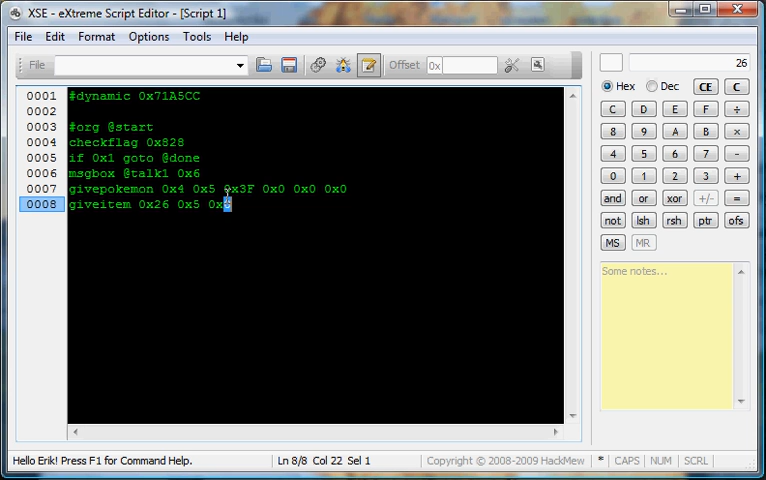 XSE - eXtreme Script Editor - [Script 1]
File Edit Format Options Tools Help
File Offset 0x
26
Hex Dec CE C
0001 #dynamic 0x71A5CC
0002
0003 #org @start
0004 checkflag 0x828
0005 if 0x1 goto @done
0006 msgbox @talk1 0x6
0007 givepokemon 0x4 0x5 0x3F 0x0 0x0 0x0
0008 giveitem 0x26 0x5 0x
C D E F ÷
8 9 A B ×
4 5 6 7 -
0 1 2 3 +
and or xor +/- =
not lsh rsh ptr ofs
MS MR
Some notes...
Hello Erik! Press F1 for Command Help. Ln 8/8 Col 22 Sel 1 Copyright © 2008-2009 HackMew * CAPS NUM SCRL